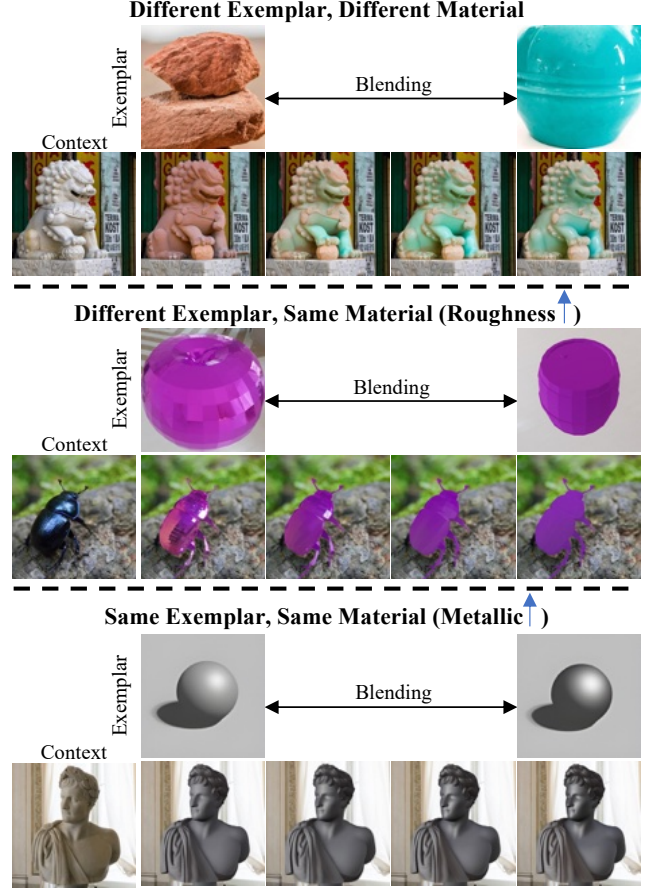 Different Exemplar, Different Material
Exemplar
Blending
Context
TERMA
KOST
Different Exemplar, Same Material (Roughness↑)
Exemplar
Blending
Context
Same Exemplar, Same Material (Metallic↑)
Exemplar
Blending
Context